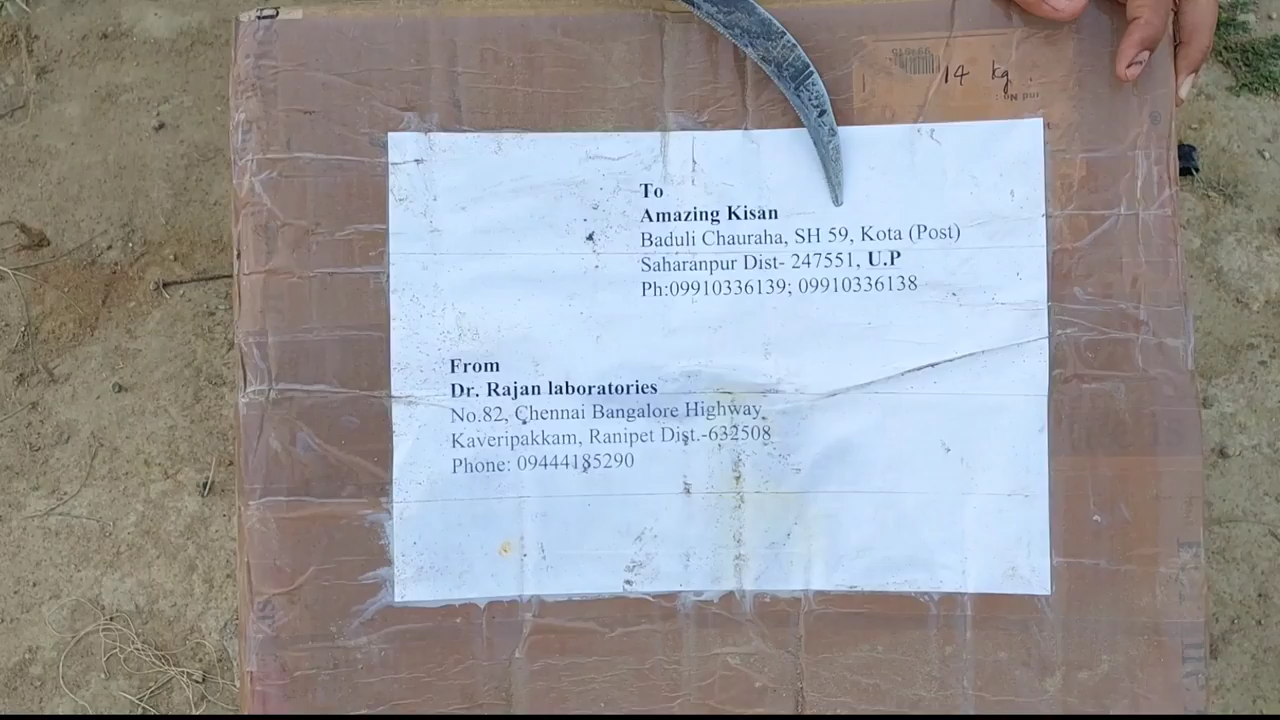 14 kg
To
Amazing Kisan
Baduli Chauraha, SH 59, Kota (Post)
Saharanpur Dist- 247551, U.P
Ph:09910336139; 09910336138
From
Dr. Rajan laboratories
No.82, Chennai Bangalore Highway,
Kaveripakkam, Ranipet Dist.-632508
Phone: 09444185290